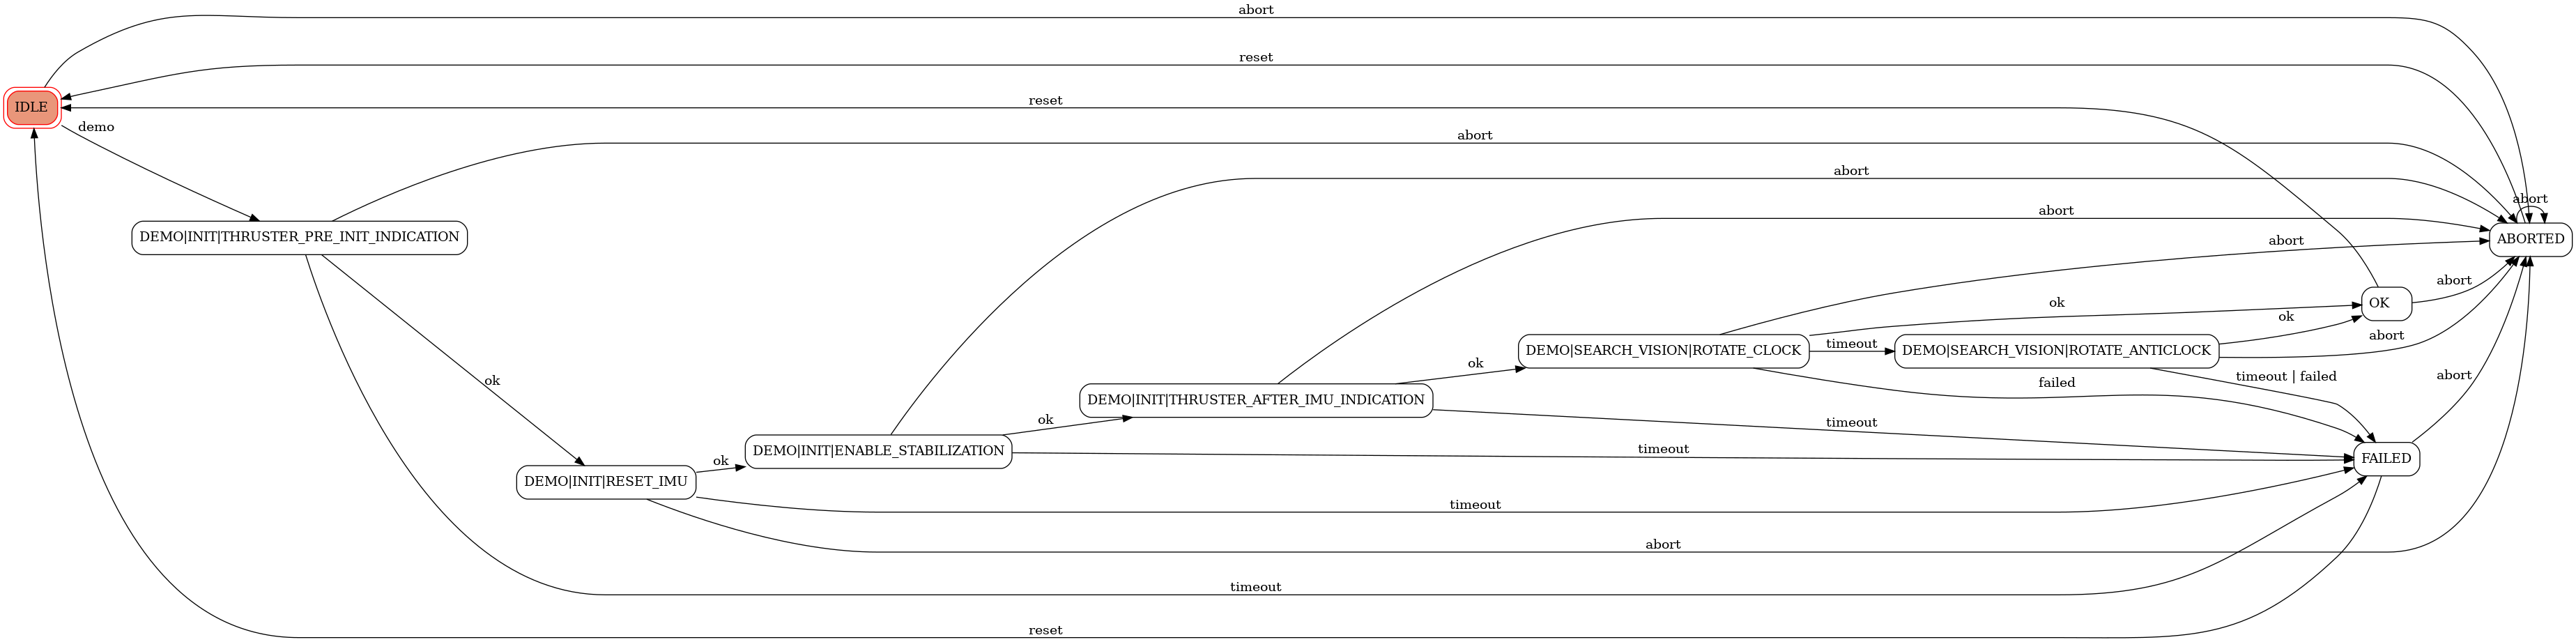 abort
reset
reset
IDLE
demo
abort
abort
abort
abort
DEMO|INIT|THRUSTER_PRE_INIT_INDICATION
abort
ABORTED
abort
ok
OK
ok
abort
DEMO|SEARCH_VISION|ROTATE_CLOCK
timeout
DEMO|SEARCH_VISION|ROTATE_ANTICLOCK
ok
ok
timeout | failed
failed
abort
DEMO|INIT|THRUSTER_AFTER_IMU_INDICATION
ok
timeout
DEMO|INIT|ENABLE_STABILIZATION
timeout
FAILED
ok
DEMO|INIT|RESET_IMU
timeout
abort
timeout
reset